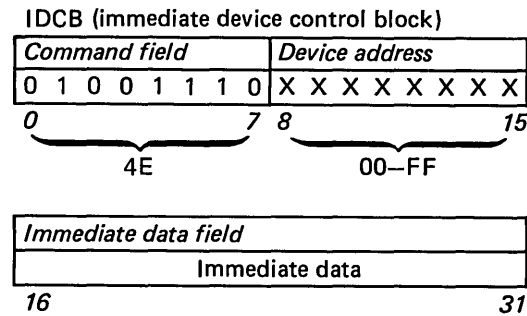 IDCB (immediate device control block)
Command field Device address
0 1 0 0 1 1 1 0 X X X X X X X X
0 7 8 15
4E 00–FF
Immediate data field
Immediate data
16 31